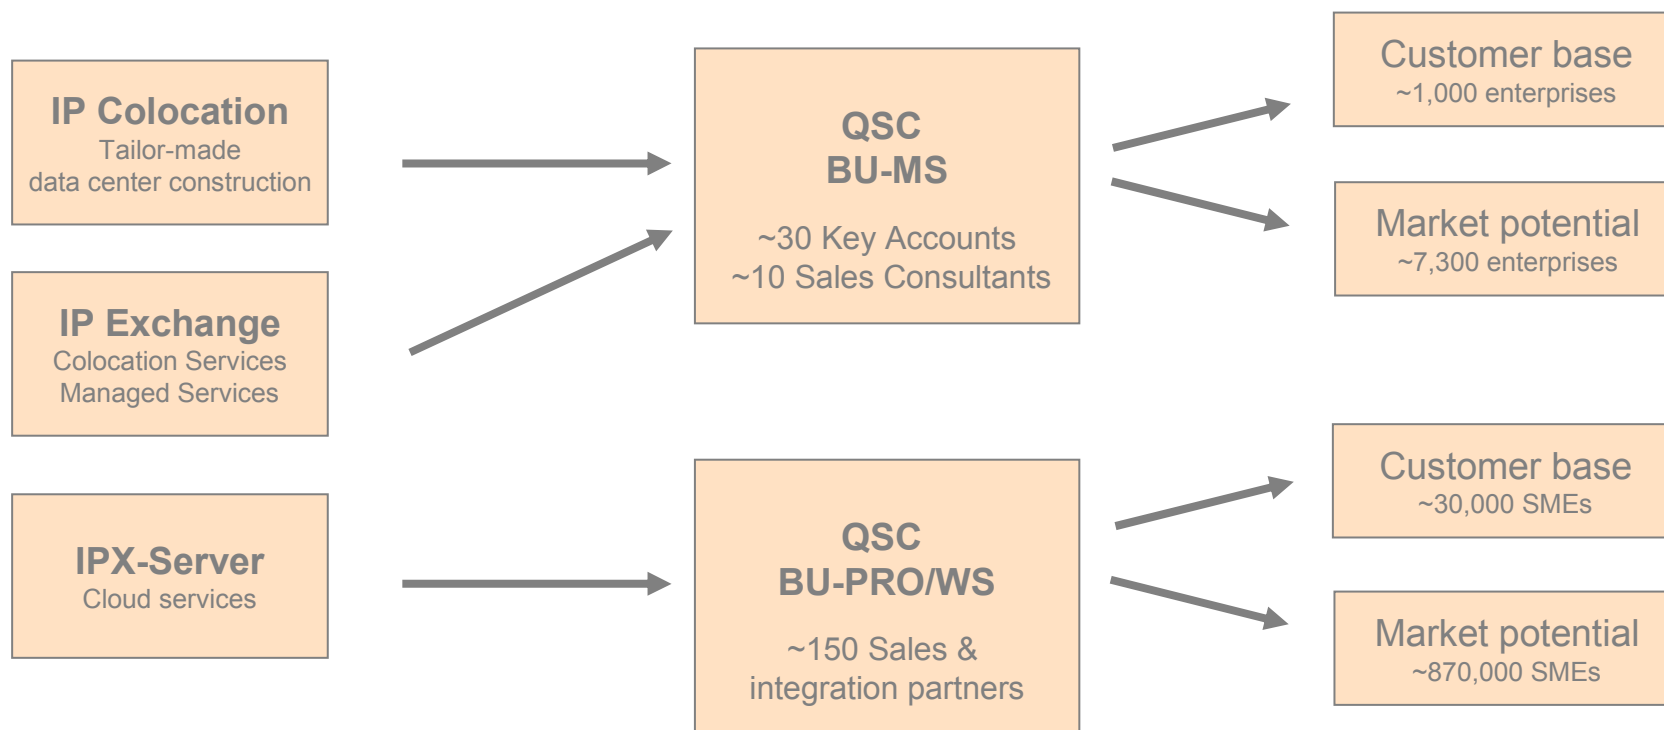 IP Colocation
Tailor-made
data center construction
IP Exchange
Colocation Services
Managed Services
IPX-Server
Cloud services
QSC
BU-MS
~30 Key Accounts
~10 Sales Consultants
QSC
BU-PRO/WS
~150 Sales &
integration partners
Customer base
~1,000 enterprises
Market potential
~7,300 enterprises
Customer base
~30,000 SMEs
Market potential
~870,000 SMEs